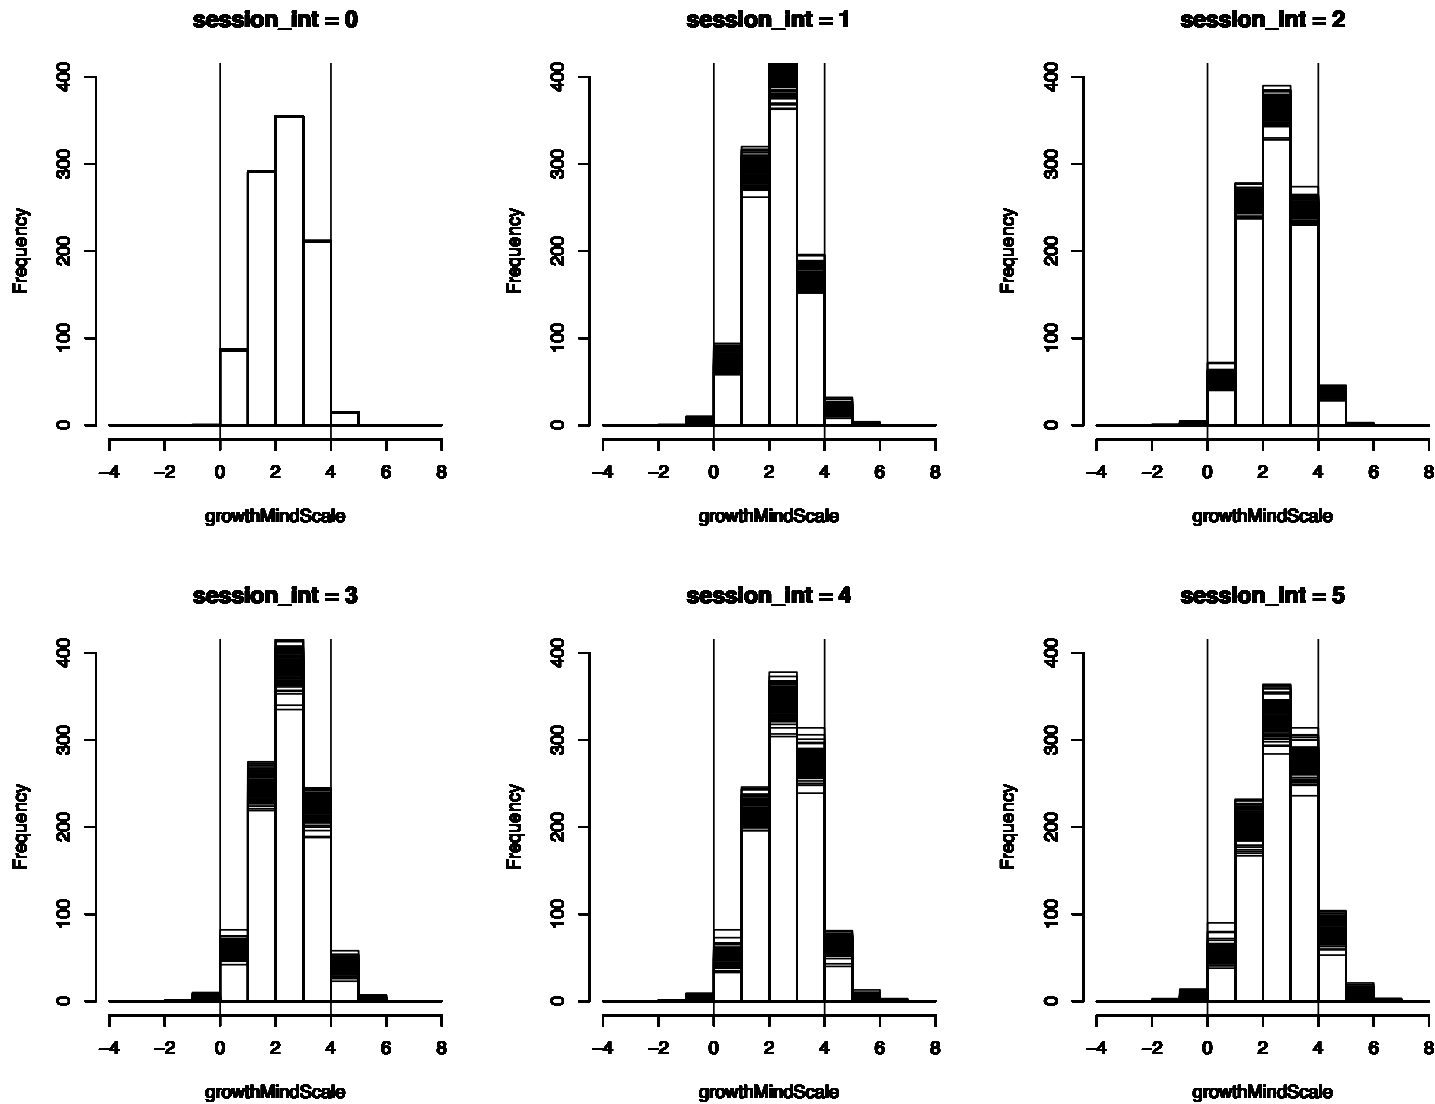 session_int = 0
session_int = 1
session_int = 2
Frequency
0
100
200
300
400
−4 −2 0 2 4 6 8
growthMindScale
Frequency
0
100
200
300
400
−4 −2 0 2 4 6 8
growthMindScale
Frequency
0
100
200
300
400
−4 −2 0 2 4 6 8
growthMindScale
session_int = 3
session_int = 4
session_int = 5
Frequency
0
100
200
300
400
−4 −2 0 2 4 6 8
growthMindScale
Frequency
0
100
200
300
400
−4 −2 0 2 4 6 8
growthMindScale
Frequency
0
100
200
300
400
−4 −2 0 2 4 6 8
growthMindScale